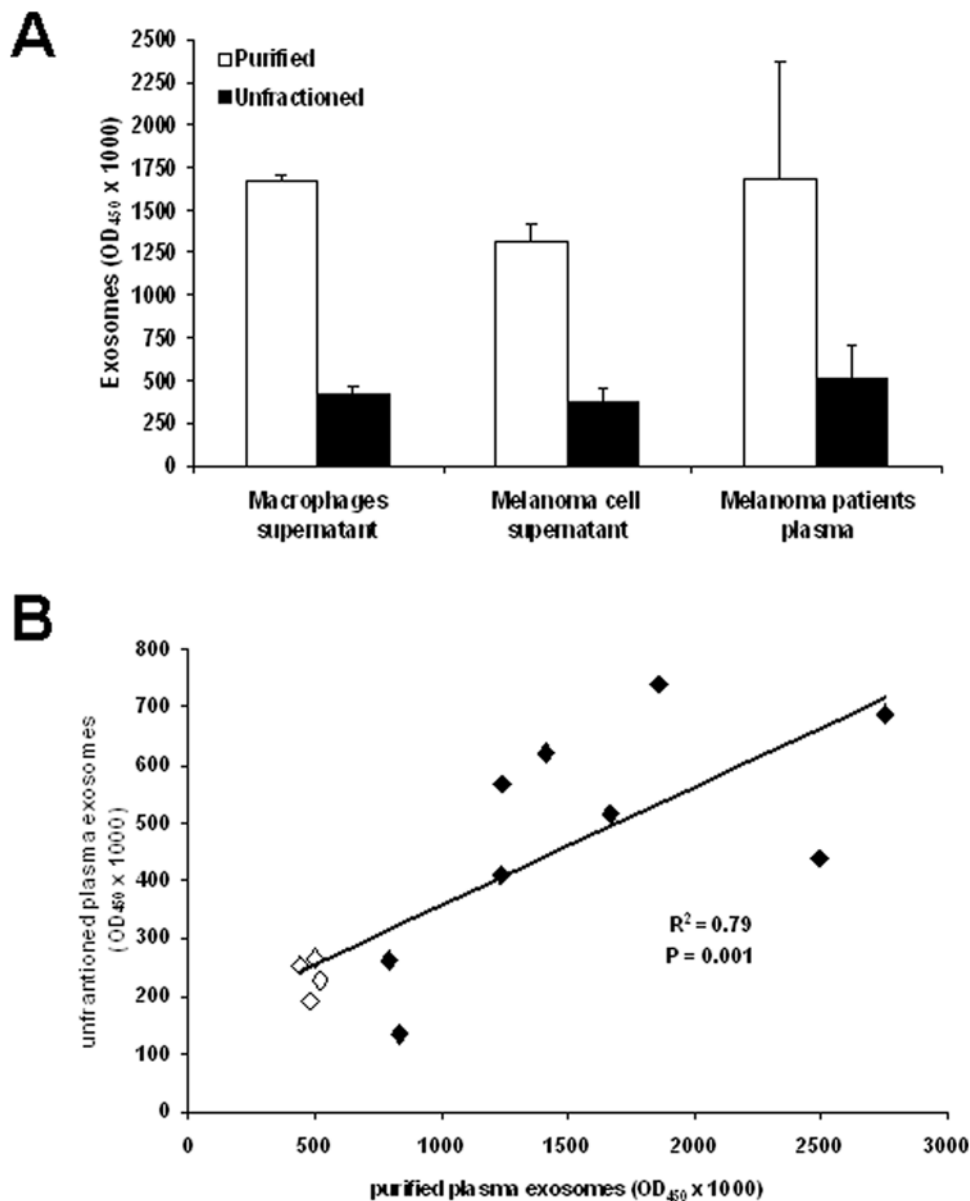 A
2500
2250
2000
1750
1500
1250
1000
750
500
250
0
Exosomes (OD450 x 1000)
Purified
Unfractioned
Macrophages
supernatant
Melanoma cell
supernatant
Melanoma patients
plasma
B
800
700
600
500
400
300
200
100
0
unfrantioned plasma exosomes
(OD450 x 1000)
R² = 0.79
P = 0.001
0 500 1000 1500 2000 2500 3000
purified plasma exosomes (OD450 x 1000)